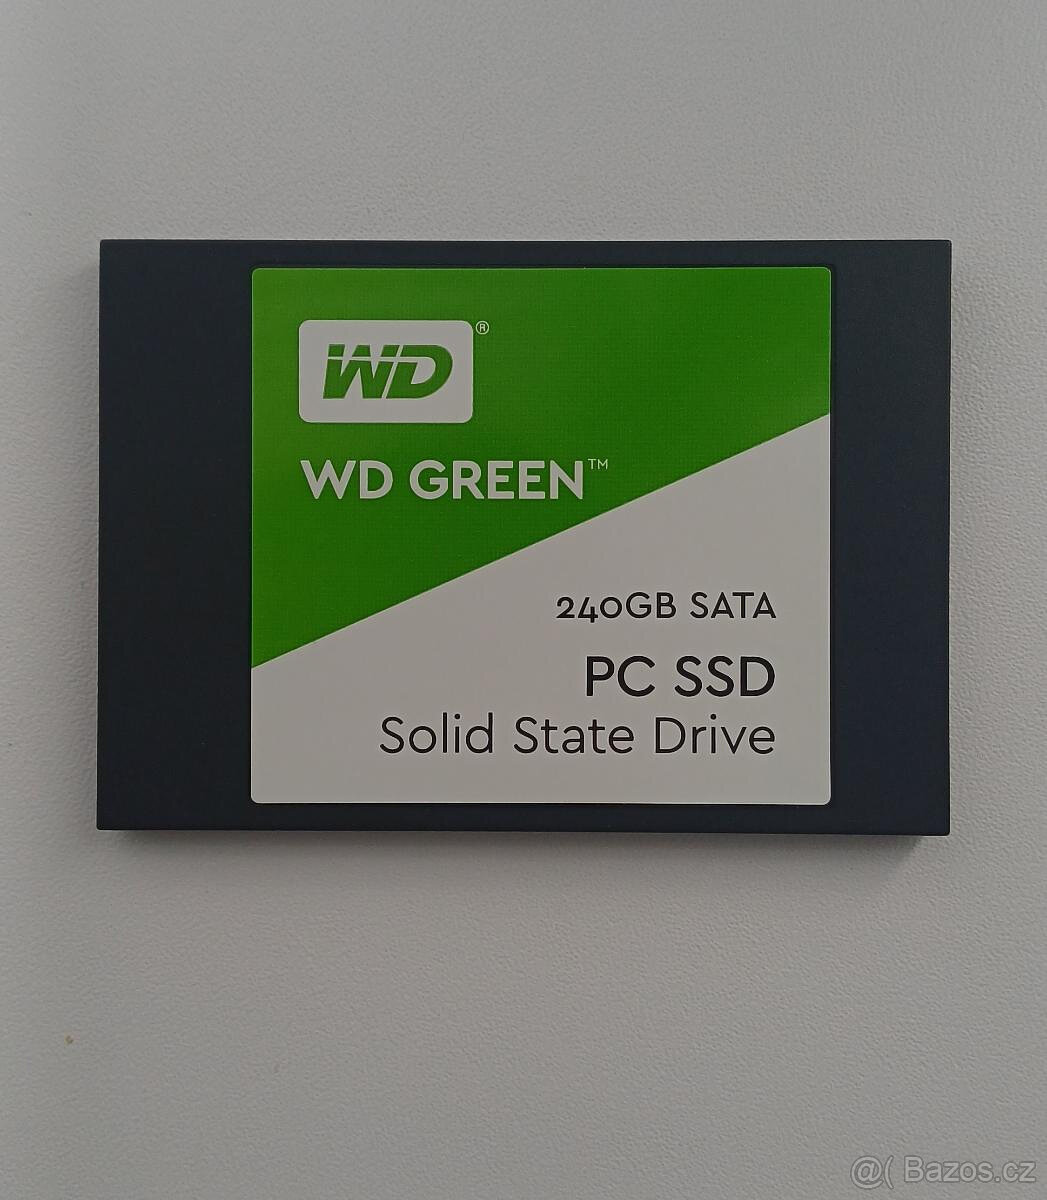 WD®
WD GREEN™
240GB SATA
PC SSD
Solid State Drive
@( Bazos.cz